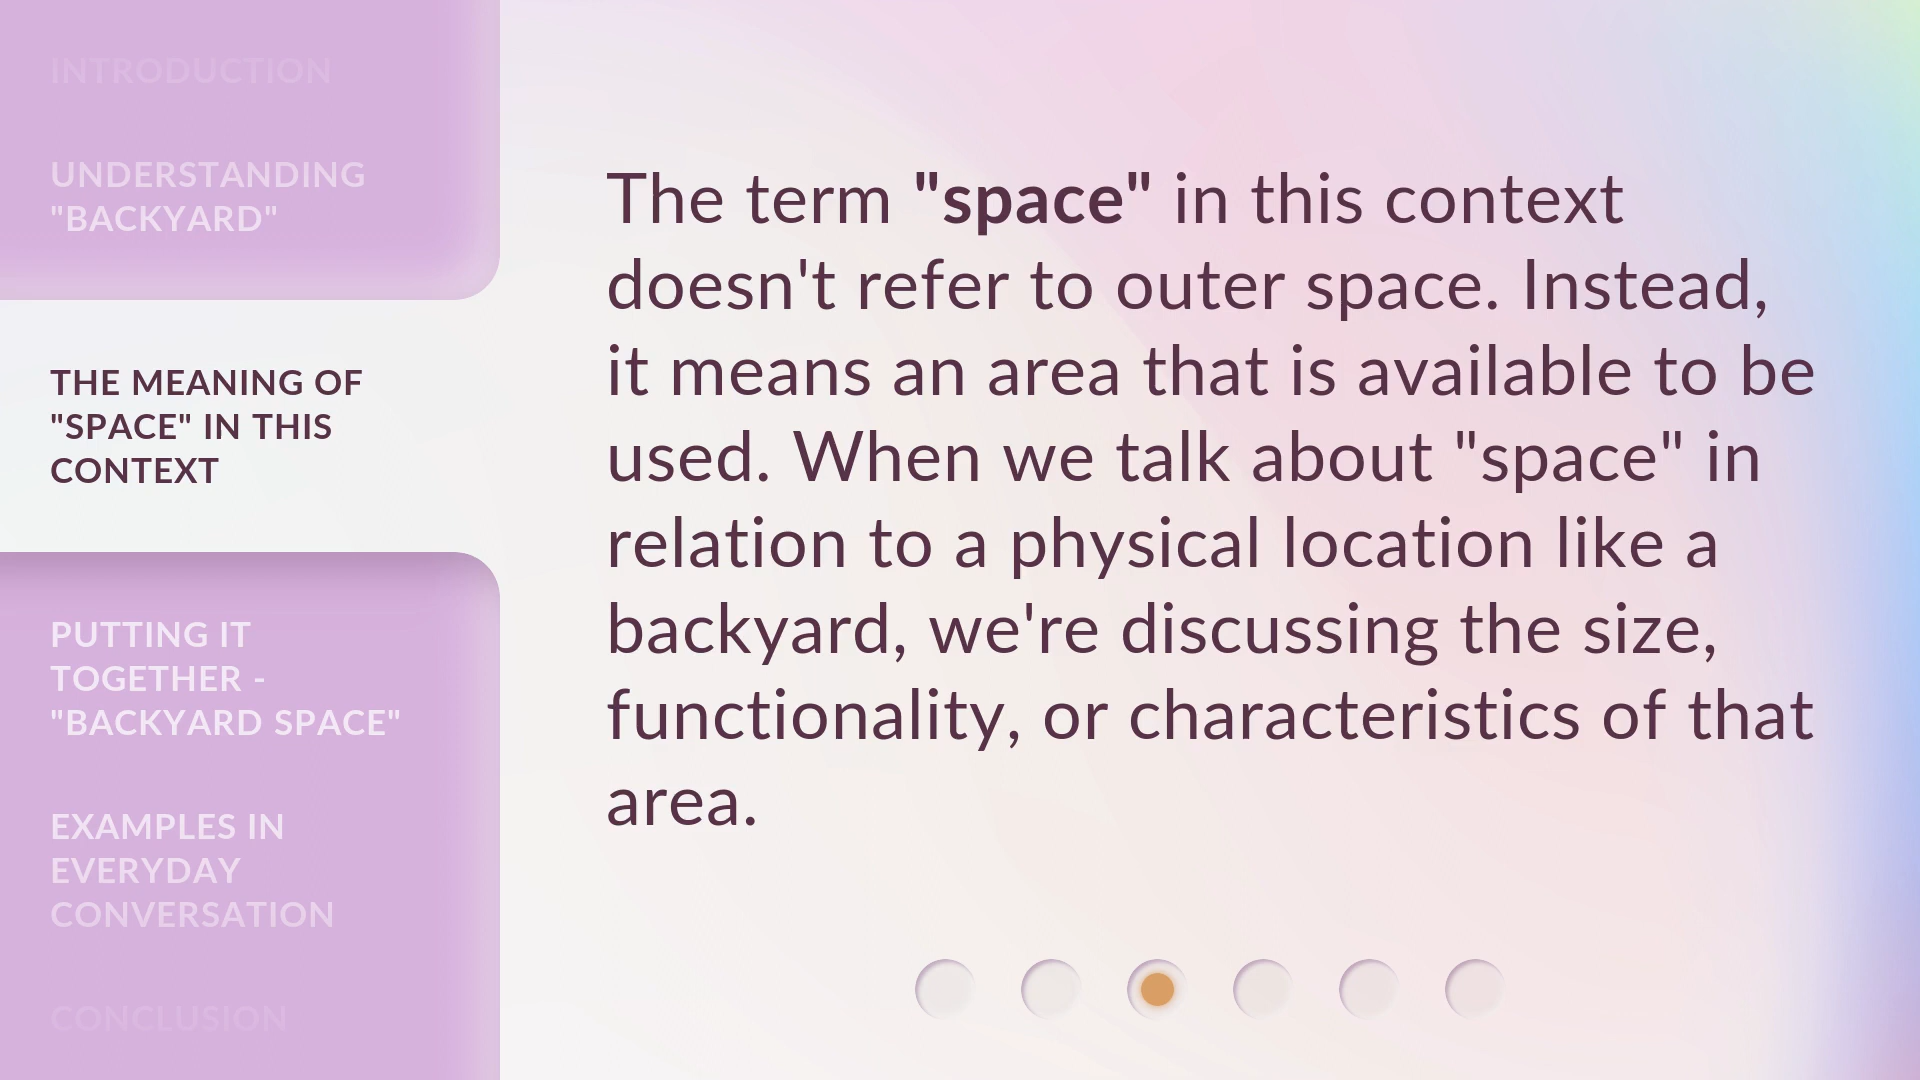 INTRODUCTION
UNDERSTANDING
"BACKYARD"
THE MEANING OF
"SPACE" IN THIS
CONTEXT
PUTTING IT
TOGETHER -
"BACKYARD SPACE"
EXAMPLES IN
EVERYDAY
CONVERSATION
CONCLUSION
The term "space" in this context
doesn't refer to outer space. Instead,
it means an area that is available to be
used. When we talk about "space" in
relation to a physical location like a
backyard, we're discussing the size,
functionality, or characteristics of that
area.